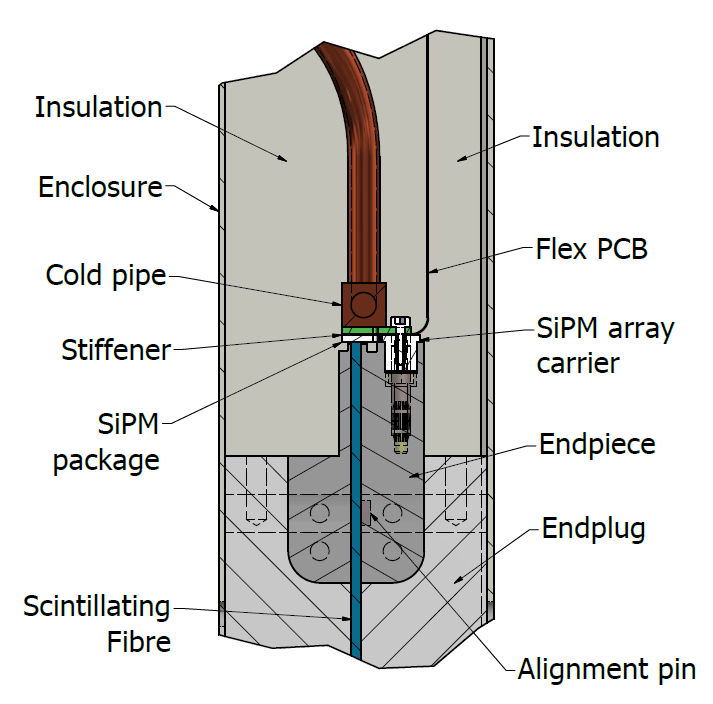 Insulation
Enclosure
Cold pipe
Stiffener
SiPM
package
Scintillating
Fibre
Insulation
Flex PCB
SiPM array
carrier
Endpiece
Endplug
Alignment pin